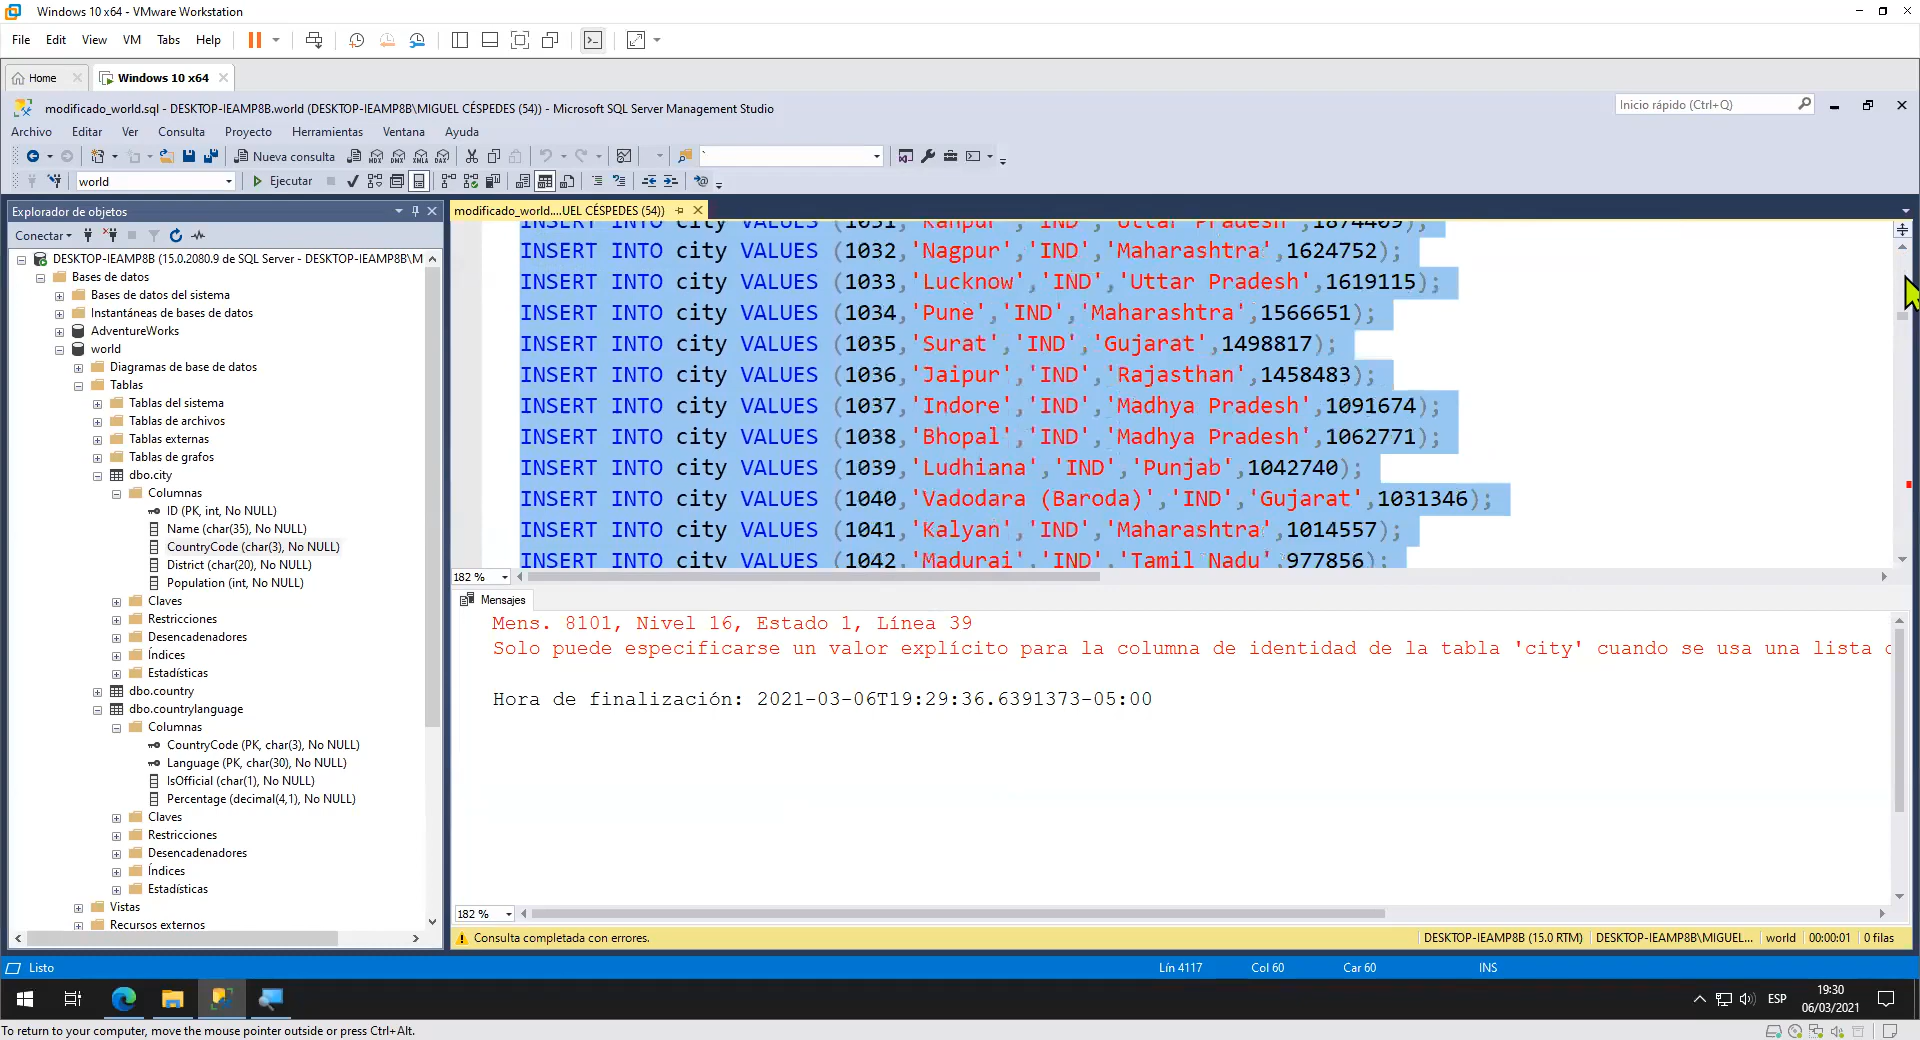 Windows 10 x64 - VMware Workstation
File Edit View VM Tabs Help
Home
Windows 10 x64
modificado_world.sql - DESKTOP-IEAMP8B.world (DESKTOP-IEAMP8B\MIGUEL CÉSPEDES (54)) - Microsoft SQL Server Management Studio
Inicio rápido (Ctrl+Q)
Archivo Editar Ver Consulta Proyecto Herramientas Ventana Ayuda
Nueva consulta
world
Ejecutar
Explorador de objetos
Conectar
DESKTOP-IEAMP8B (15.0.2080.9 de SQL Server - DESKTOP-IEAMP8B\M
Bases de datos
Bases de datos del sistema
Instantáneas de bases de datos
AdventureWorks
world
Diagramas de base de datos
Tablas
Tablas del sistema
Tablas de archivos
Tablas externas
Tablas de grafos
dbo.city
Columnas
ID (PK, int, No NULL)
Name (char(35), No NULL)
CountryCode (char(3), No NULL)
District (char(20), No NULL)
Population (int, No NULL)
Claves
Restricciones
Desencadenadores
Índices
Estadísticas
dbo.country
dbo.countrylanguage
Columnas
CountryCode (PK, char(3), No NULL)
Language (PK, char(30), No NULL)
IsOfficial (char(1), No NULL)
Percentage (decimal(4,1), No NULL)
Claves
Restricciones
Desencadenadores
Índices
Estadísticas
Vistas
Recursos externos
modificado_world....UEL CÉSPEDES (54))
INSERT INTO city VALUES (1031,'Kanpur','IND','Uttar Pradesh',1874409);
INSERT INTO city VALUES (1032,'Nagpur','IND','Maharashtra',1624752);
INSERT INTO city VALUES (1033,'Lucknow','IND','Uttar Pradesh',1619115);
INSERT INTO city VALUES (1034,'Pune','IND','Maharashtra',1566651);
INSERT INTO city VALUES (1035,'Surat','IND','Gujarat',1498817);
INSERT INTO city VALUES (1036,'Jaipur','IND','Rajasthan',1458483);
INSERT INTO city VALUES (1037,'Indore','IND','Madhya Pradesh',1091674);
INSERT INTO city VALUES (1038,'Bhopal','IND','Madhya Pradesh',1062771);
INSERT INTO city VALUES (1039,'Ludhiana','IND','Punjab',1042740);
INSERT INTO city VALUES (1040,'Vadodara (Baroda)','IND','Gujarat',1031346);
INSERT INTO city VALUES (1041,'Kalyan','IND','Maharashtra',1014557);
INSERT INTO city VALUES (1042,'Madurai','IND','Tamil Nadu',977856);
182 %
Mensajes
Mens. 8101, Nivel 16, Estado 1, Línea 39
Solo puede especificarse un valor explícito para la columna de identidad de la tabla 'city' cuando se usa una lista
Hora de finalización: 2021-03-06T19:29:36.6391373-05:00
182 %
Consulta completada con errores.
DESKTOP-IEAMP8B (15.0 RTM) DESKTOP-IEAMP8B\MIGUEL... world 00:00:01 0 filas
Listo
Lín 4117 Col 60 Car 60 INS
ESP
19:30
06/03/2021
To return to your computer, move the mouse pointer outside or press Ctrl+Alt.